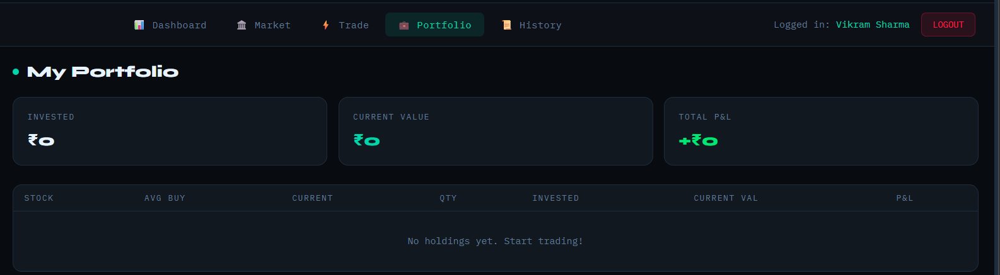 Dashboard Market Trade Portfolio History Logged in: Vikram Sharma LOGOUT
My Portfolio
INVESTED CURRENT VALUE TOTAL P&L
₹0 ₹0 +₹0
STOCK AVG BUY CURRENT QTY INVESTED CURRENT VAL P&L
No holdings yet. Start trading!